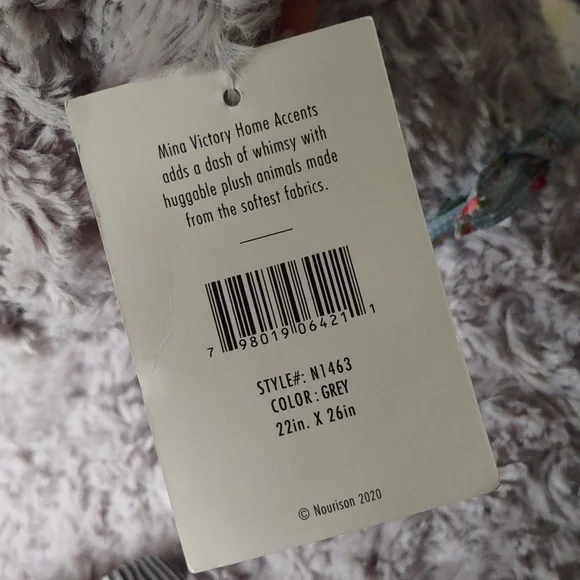 Mina Victory Home Accents
adds a dash of whimsy with
huggable plush animals made
from the softest fabrics.
7 98019 06421 1
STYLE#: N1463
COLOR: GREY
22in. X 26in
© Nourison 2020